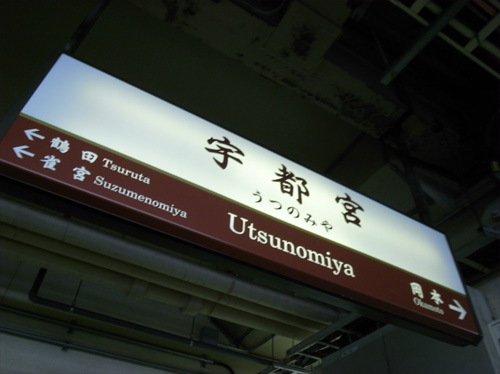 宇都宮
うつのみや
Utsunomiya
← 鶴田 Tsuruta
← 雀宮 Suzumenomiya
岡本 →
Okamoto